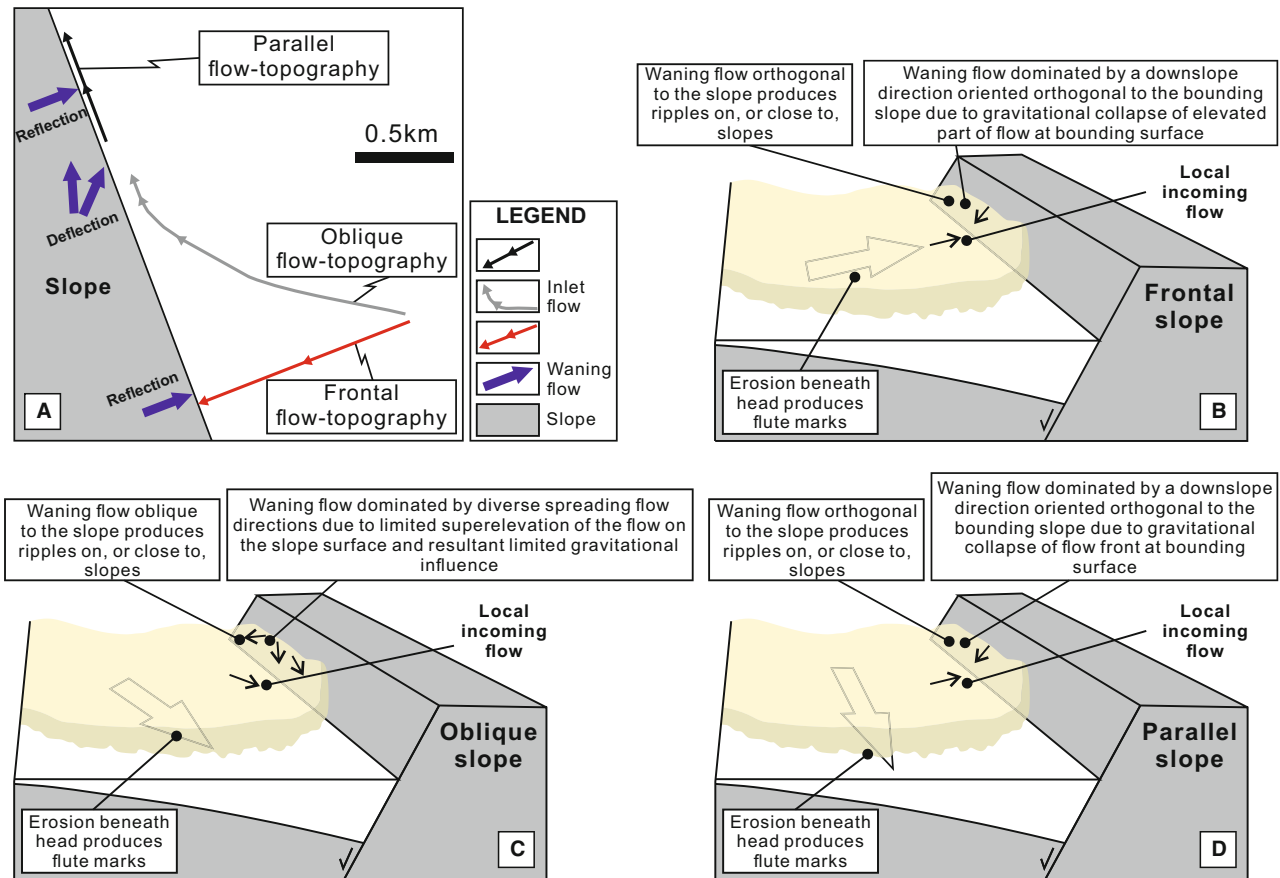 Parallel
flow-topography
Reflection
0.5km
Deflection
Oblique
flow-topography
Slope
Reflection
Frontal
flow-topography
A
LEGEND
Inlet
flow
Waning
flow
Slope
Waning flow orthogonal
to the slope produces
ripples on, or close to,
slopes
Waning flow dominated by a downslope
direction oriented orthogonal to the bounding
slope due to gravitational collapse of elevated
part of flow at bounding surface
Local
incoming
flow
Frontal
slope
Erosion beneath
head produces
flute marks
B
Waning flow oblique
to the slope produces
ripples on, or close to,
slopes
Waning flow dominated by diverse spreading flow
directions due to limited superelevation of the flow on
the slope surface and resultant limited gravitational
influence
Local
incoming
flow
Oblique
slope
Erosion beneath
head produces
flute marks
C
Waning flow orthogonal
to the slope produces
ripples on, or close to,
slopes
Waning flow dominated by a downslope
direction oriented orthogonal to the
bounding slope due to gravitational
collapse of flow front at bounding
surface
Local
incoming
flow
Parallel
slope
Erosion beneath
head produces
flute marks
D